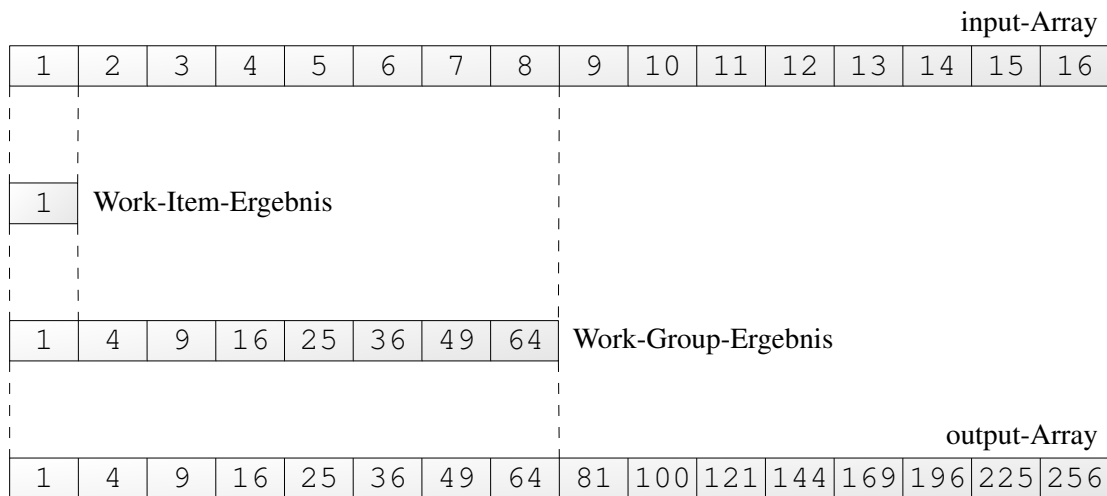 input-Array
1 2 3 4 5 6 7 8 9 10 11 12 13 14 15 16
1 Work-Item-Ergebnis
1 4 9 16 25 36 49 64 Work-Group-Ergebnis
output-Array
1 4 9 16 25 36 49 64 81 100 121 144 169 196 225 256